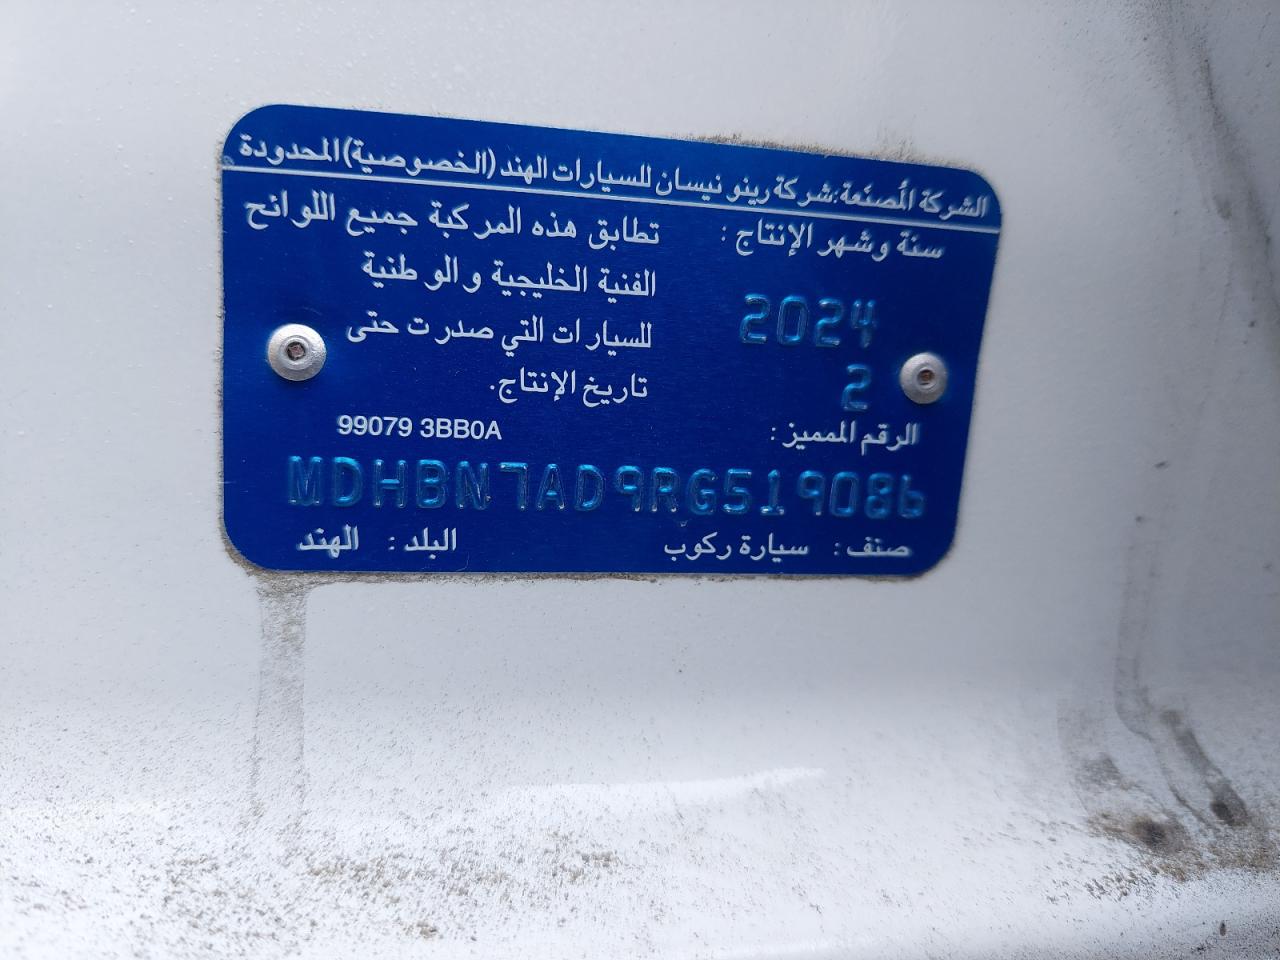 الشركة المُصنَعة:شركة رينو نيسان للسيارات الهند (الخصوصية) المحدودة
سنة وشهر الإنتاج :
2024
2
تطابق هذه المركبة جميع اللوائح
الفنية الخليجية والوطنية
للسيارات التي صدرت حتى
تاريخ الإنتاج.
الرقم المميز :
99079 3BB0A
MDHBN7AD9RG519086
صنف : سيارة ركوب
البلد : الهند